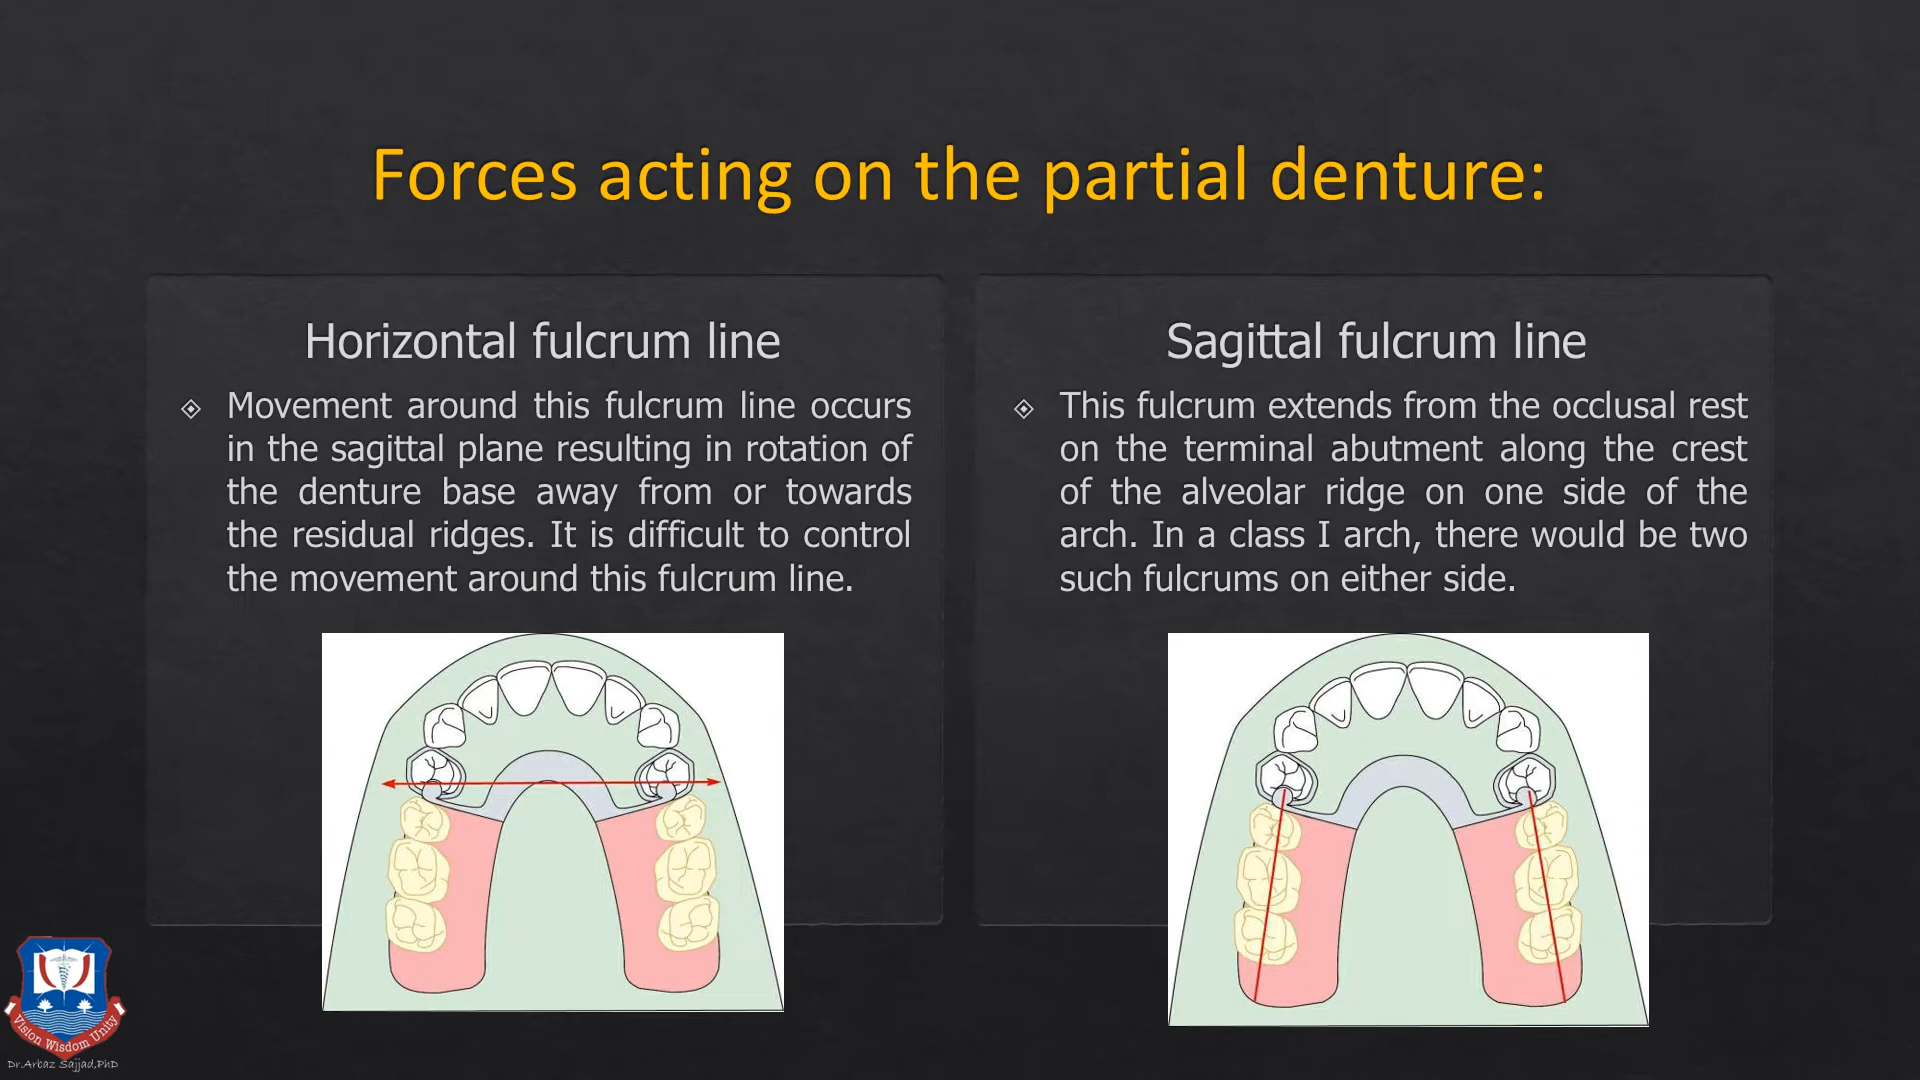 Forces acting on the partial denture:
Horizontal fulcrum line
Movement around this fulcrum line occurs
in the sagittal plane resulting in rotation of
the denture base away from or towards
the residual ridges. It is difficult to control
the movement around this fulcrum line.
Sagittal fulcrum line
This fulcrum extends from the occlusal rest
on the terminal abutment along the crest
of the alveolar ridge on one side of the
arch. In a class I arch, there would be two
such fulcrums on either side.
Vision Wisdom Unity
Dr.Arbaz Sajjad,PhD